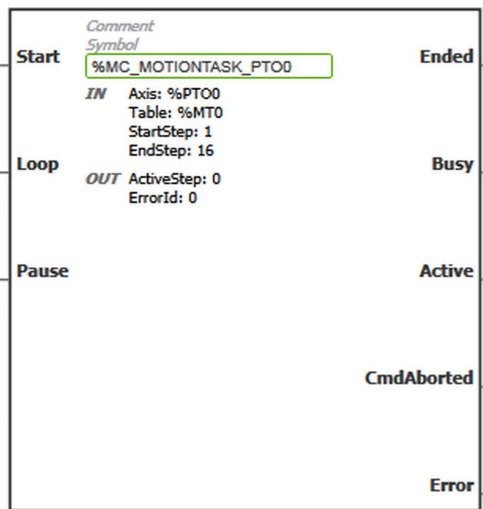 Comment
Symbol
Start
%MC_MOTIONTASK_PTO0
Ended
IN Axis: %PTO0
Table: %MT0
StartStep: 1
EndStep: 16
Loop
Busy
OUT ActiveStep: 0
ErrorId: 0
Pause
Active
CmdAborted
Error